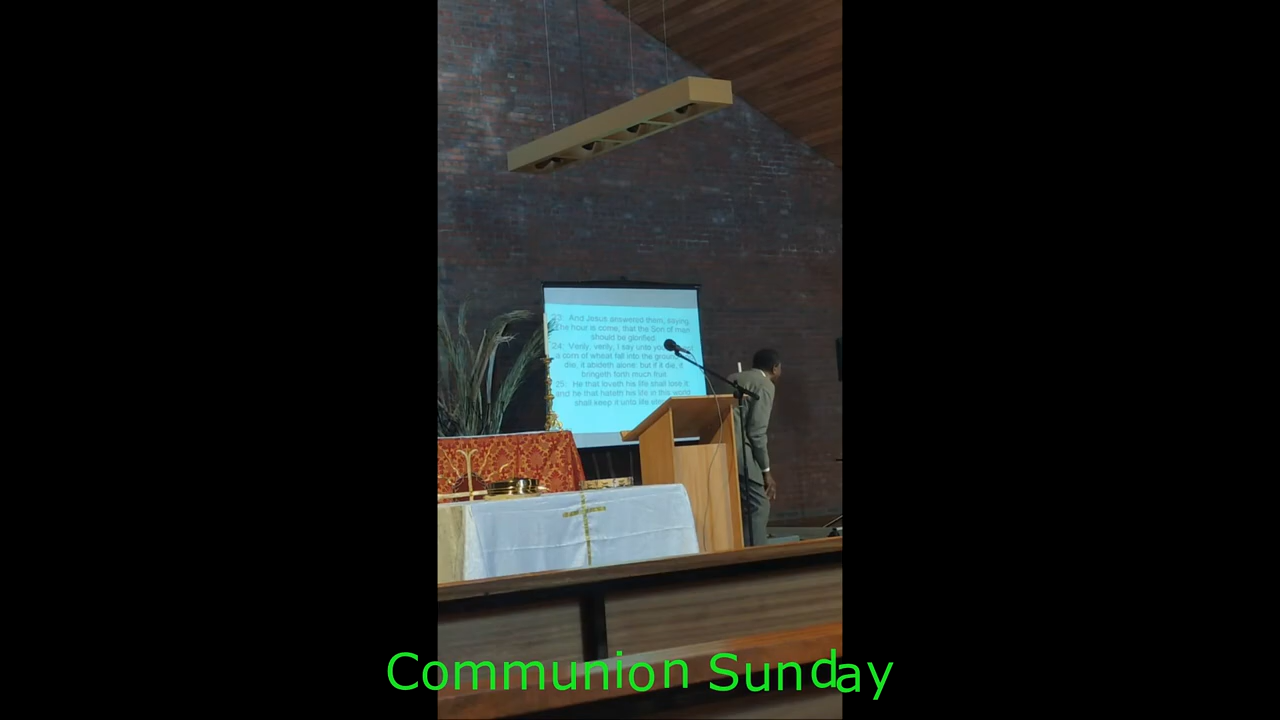 23: And Jesus answered them, saying,
The hour is come, that the Son of man
should be glorified.
24: Verily, verily, I say unto you,
a corn of wheat fall into the ground
die, it abideth alone: but if it die, it
bringeth forth much fruit.
25: He that loveth his life shall lose it;
and he that hateth his life in this world
shall keep it unto life
Communion Sunday